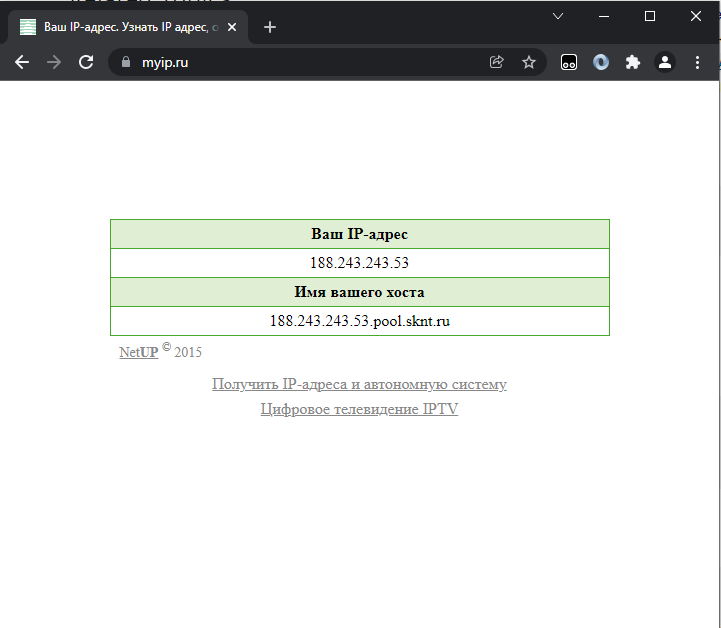 Ваш IP-адрес. Узнать IP адрес, 
myip.ru
Ваш IP-адрес
188.243.243.53
Имя вашего хоста
188.243.243.53.pool.sknt.ru
NetUP © 2015
Получить IP-адреса и автономную систему
Цифровое телевидение IPTV